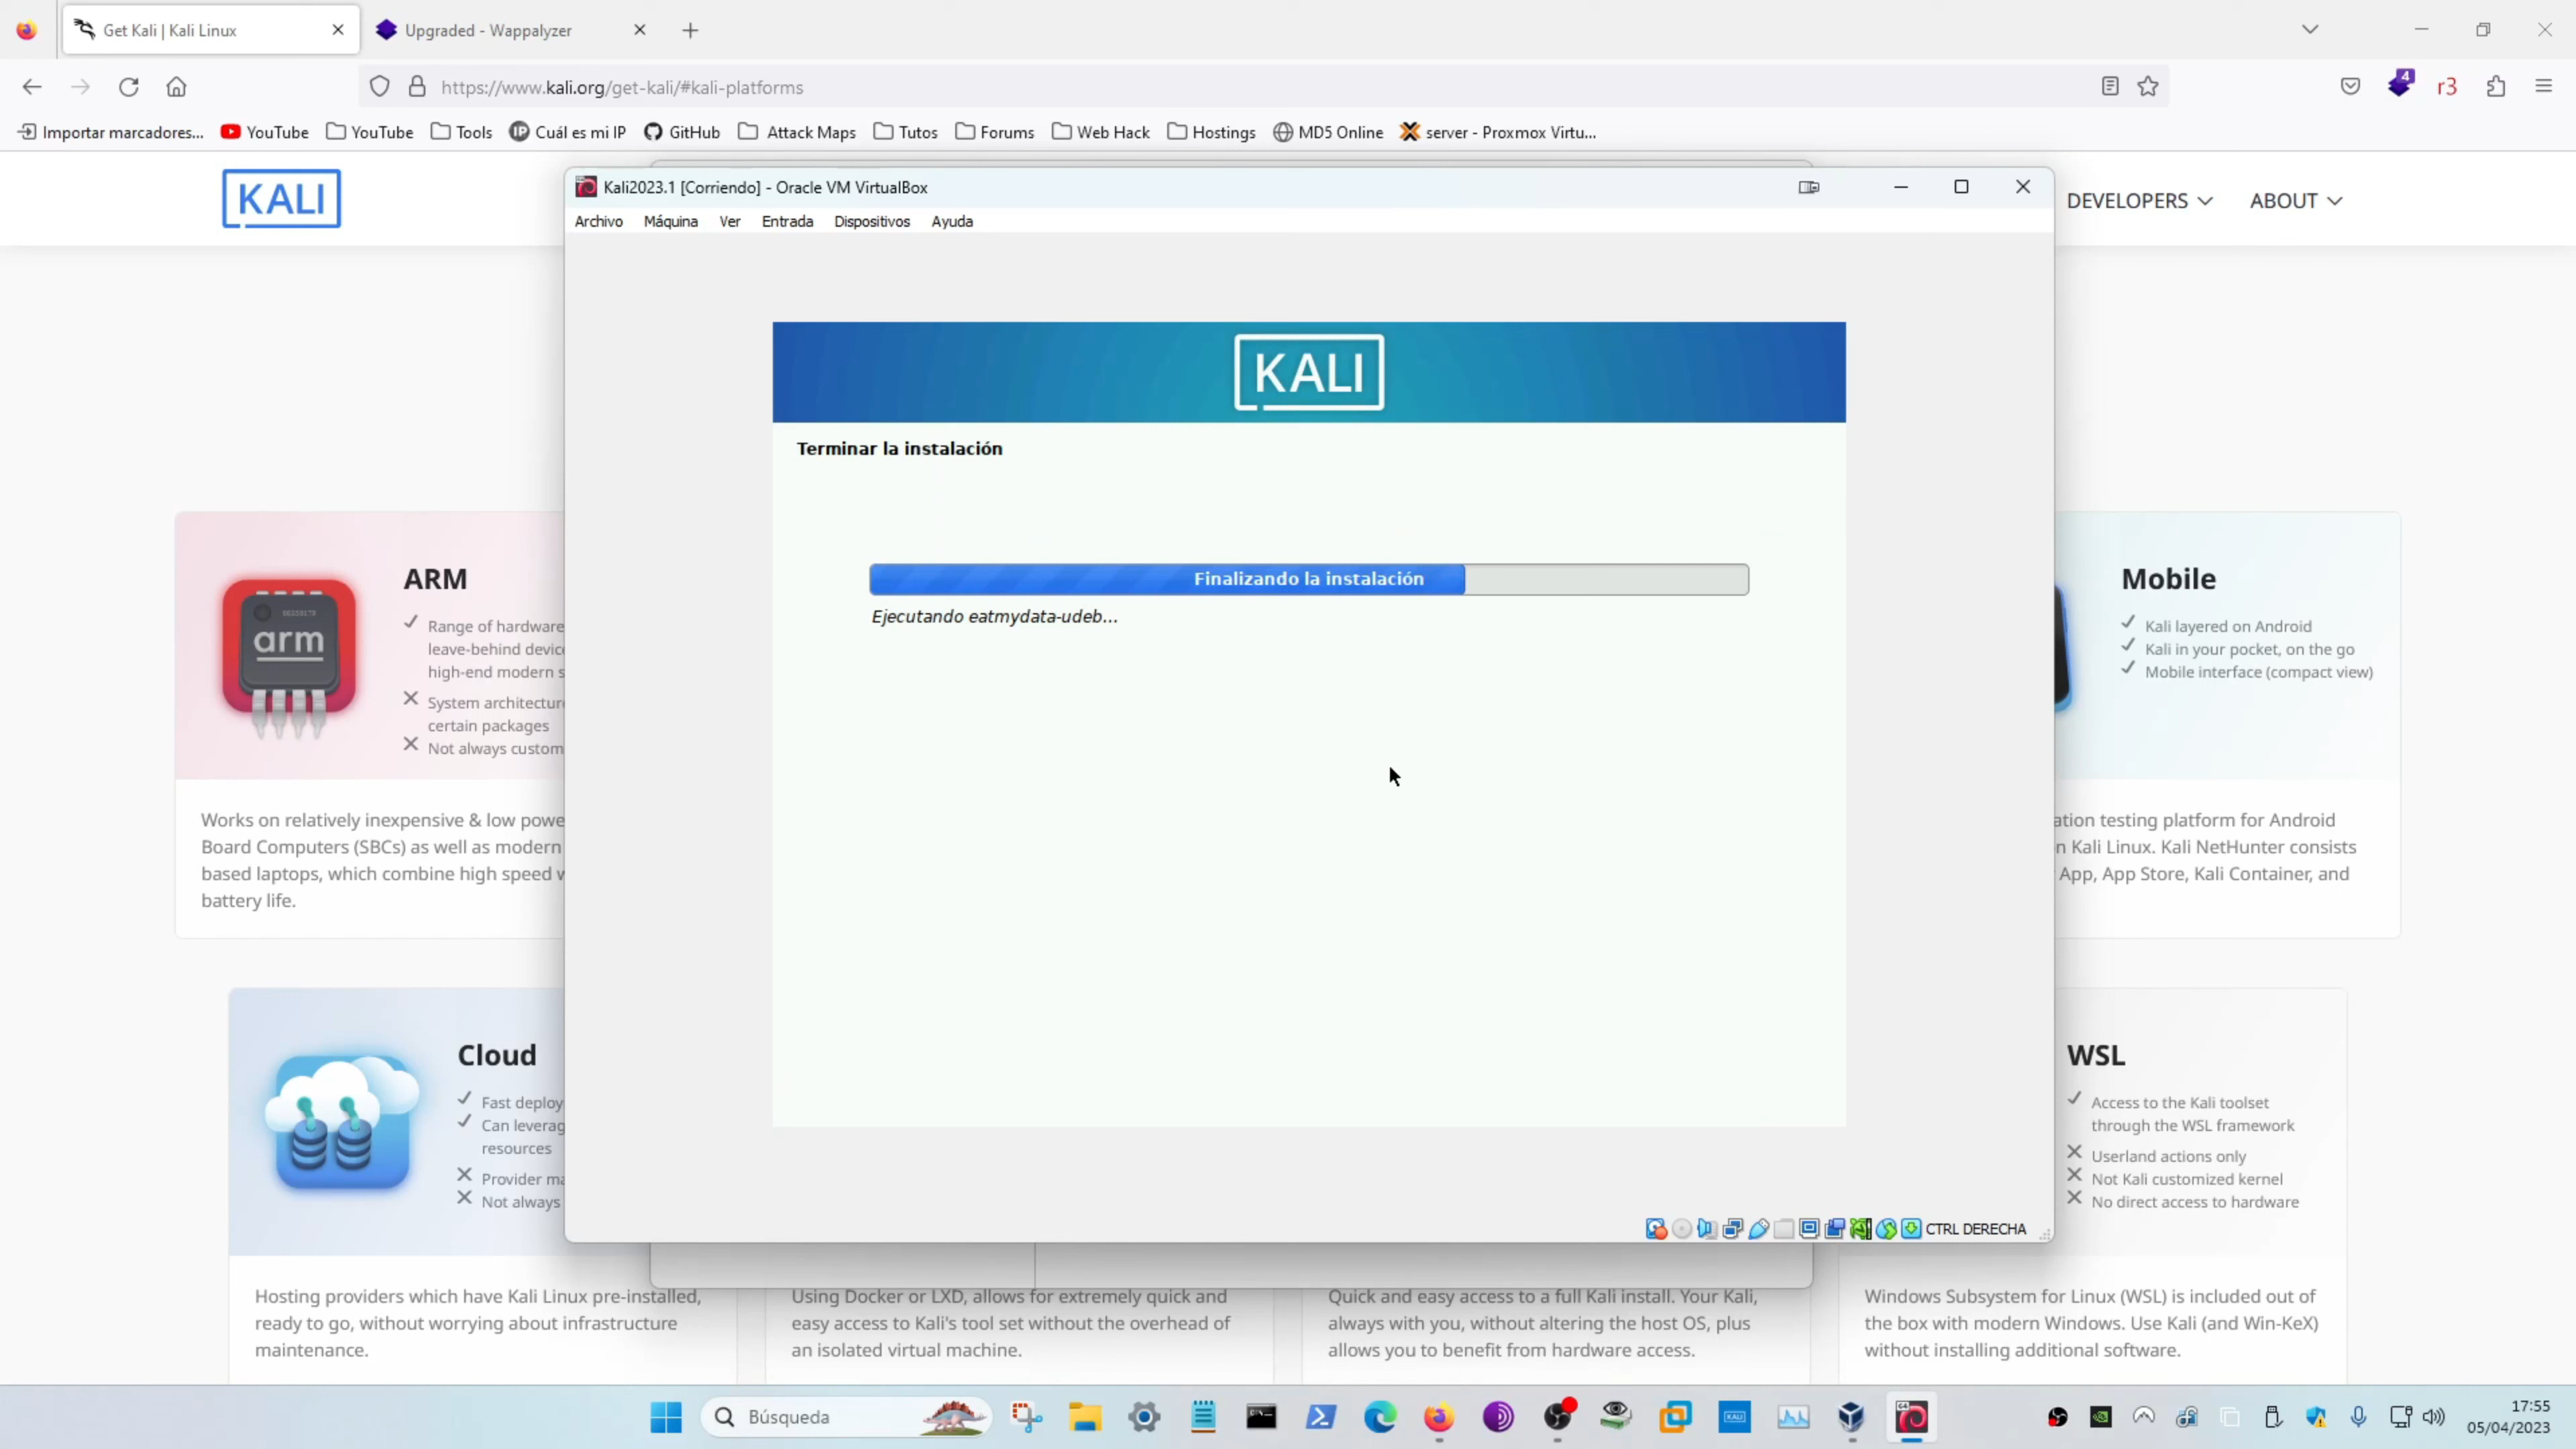 Get Kali | Kali Linux
Upgraded - Wappalyzer
https://www.kali.org/get-kali/#kali-platforms
4
r3
Importar marcadores...
YouTube
YouTube
Tools
Cuál es mi IP
GitHub
Attack Maps
Tutos
Forums
Web Hack
Hostings
MD5 Online
server - Proxmox Virtu...
KALI
DEVELOPERS
ABOUT
Kali2023.1 [Corriendo] - Oracle VM VirtualBox
Archivo
Máquina
Ver
Entrada
Dispositivos
Ayuda
KALI
Terminar la instalación
Finalizando la instalación
Ejecutando eatmydata-udeb...
CTRL DERECHA
arm
ARM
Range of hardware
leave-behind
high-end modern
System
certain packages
Not always
Works on relatively inexpensive & low
Board Computers (SBCs) as well as modern
based laptops, which combine high speed
battery life.
Mobile
Kali layered on Android
Kali in your pocket, on the go
Mobile interface (compact view)
testing platform for Android
Kali Linux. Kali NetHunter consists
App, App Store, Kali Container, and
Cloud
Fast
Can
resources
Provider
Not always
Hosting providers which have Kali Linux pre-installed,
ready to go, without worrying about infrastructure
maintenance.
Using Docker or LXD, allows for extremely quick and
easy access to Kali's tool set without the overhead of
an isolated virtual machine.
Quick and easy access to a full Kali install. Your Kali,
always with you, without altering the host OS, plus
allows you to benefit from hardware access.
WSL
Access to the Kali toolset
through the WSL framework
Userland actions only
Not Kali customized kernel
No direct access to hardware
Windows Subsystem for Linux (WSL) is included out of
the box with modern Windows. Use Kali (and Win-KeX)
without installing additional software.
Búsqueda
KALI
64
17:55
05/04/2023